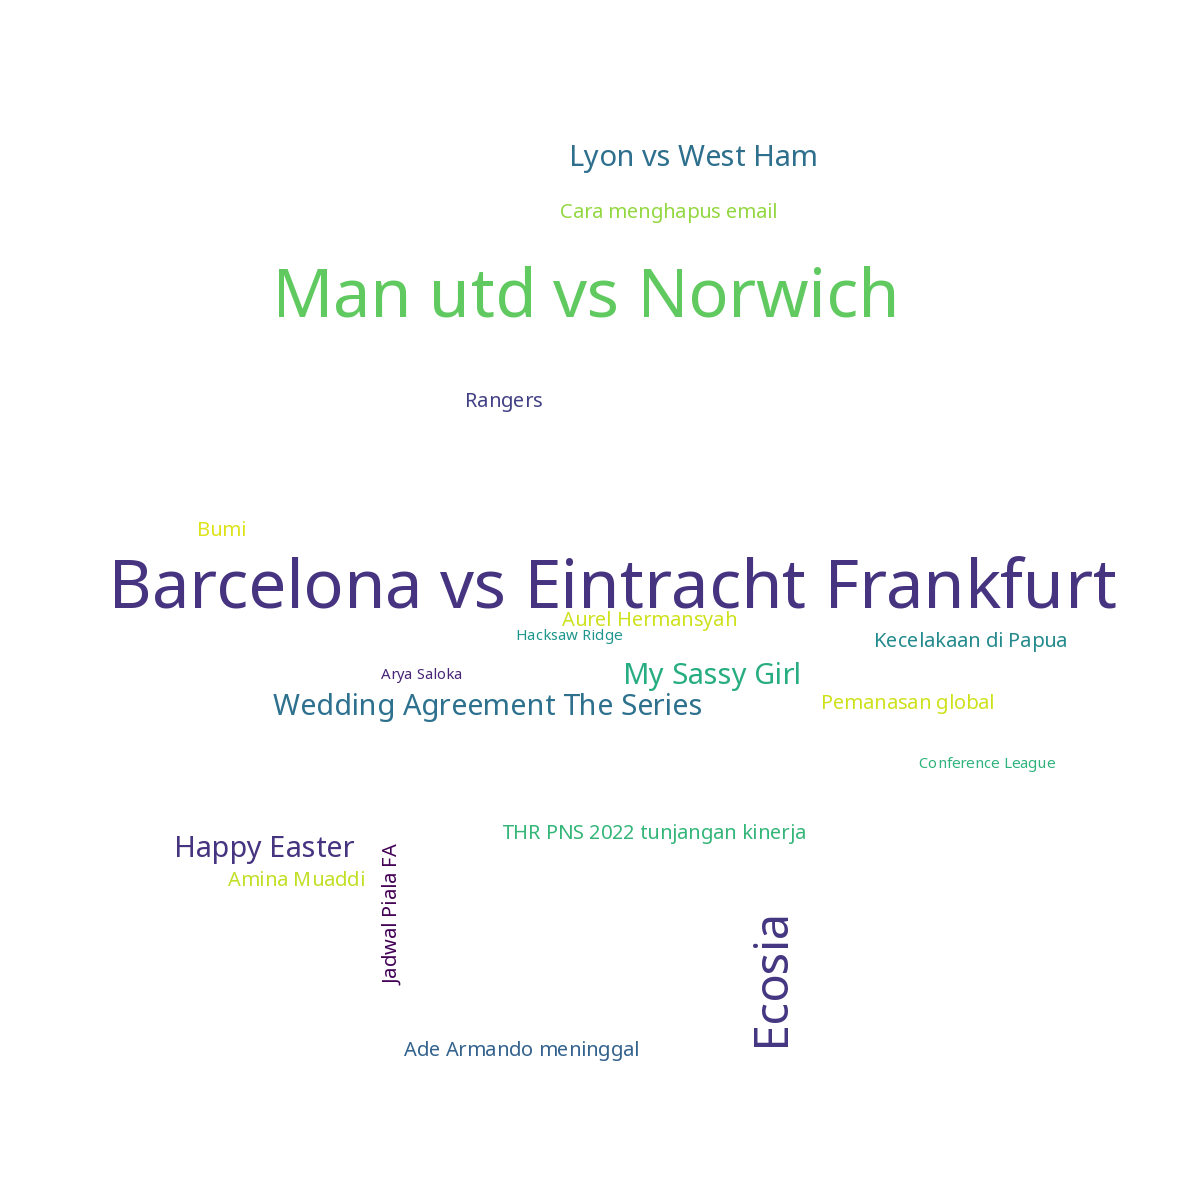 Lyon vs West Ham
Cara menghapus email
Man utd vs Norwich
Rangers
Bumi
Barcelona vs Eintracht Frankfurt
Aurel Hermansyah
Hacksaw Ridge
Kecelakaan di Papua
Arya Saloka
My Sassy Girl
Wedding Agreement The Series
Pemanasan global
Conference League
THR PNS 2022 tunjangan kinerja
Happy Easter
Amina Muaddi
Jadwal Piala FA
Ecosia
Ade Armando meninggal